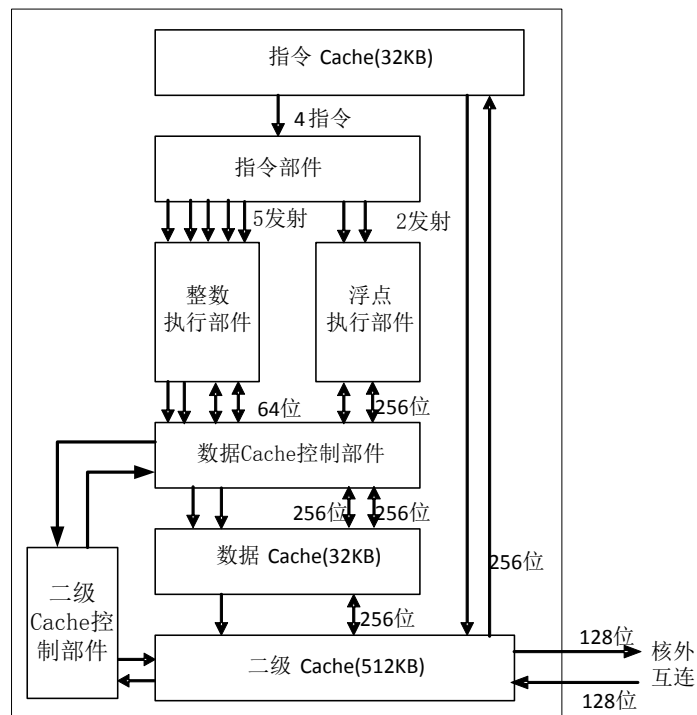 指令 Cache(32KB)
4指令
指令部件
5发射
2发射
整数
执行部件
浮点
执行部件
64位
256位
数据Cache控制部件
256位
256位
数据 Cache(32KB)
二级
Cache控
制部件
256位
256位
二级 Cache(512KB)
128位
核外
互连
128位